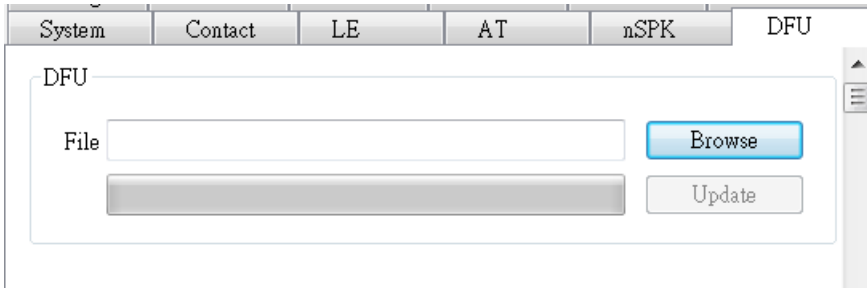 System Contact LE AT nSPK DFU
DFU
File Browse
Update